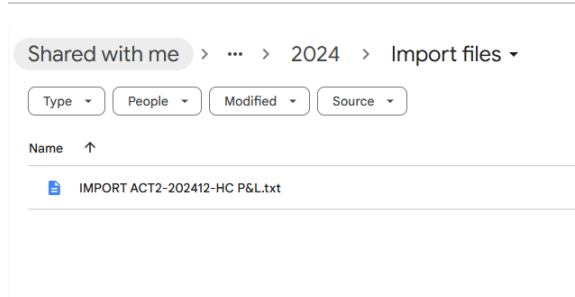 Shared with me > ... > 2024 > Import files
Type People Modified Source
Name
IMPORT ACT2-202412-HC P&L.txt